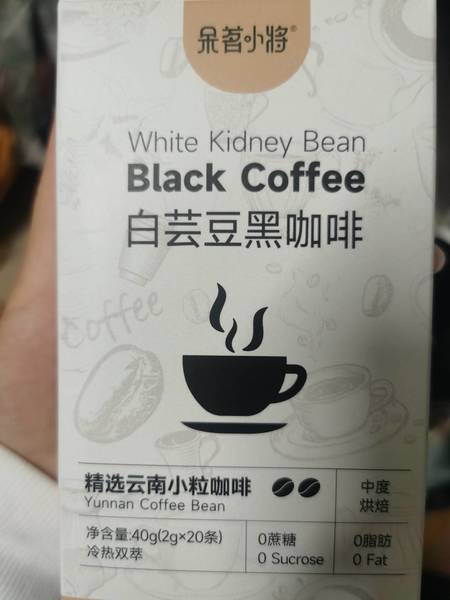 呆茗小将®
White Kidney Bean
Black Coffee
白芸豆黑咖啡
Coffee
精选云南小粒咖啡
Yunnan Coffee Bean
中度
烘焙
净含量:40g(2g×20条)
冷热双萃
0蔗糖
0 Sucrose
0脂肪
0 Fat